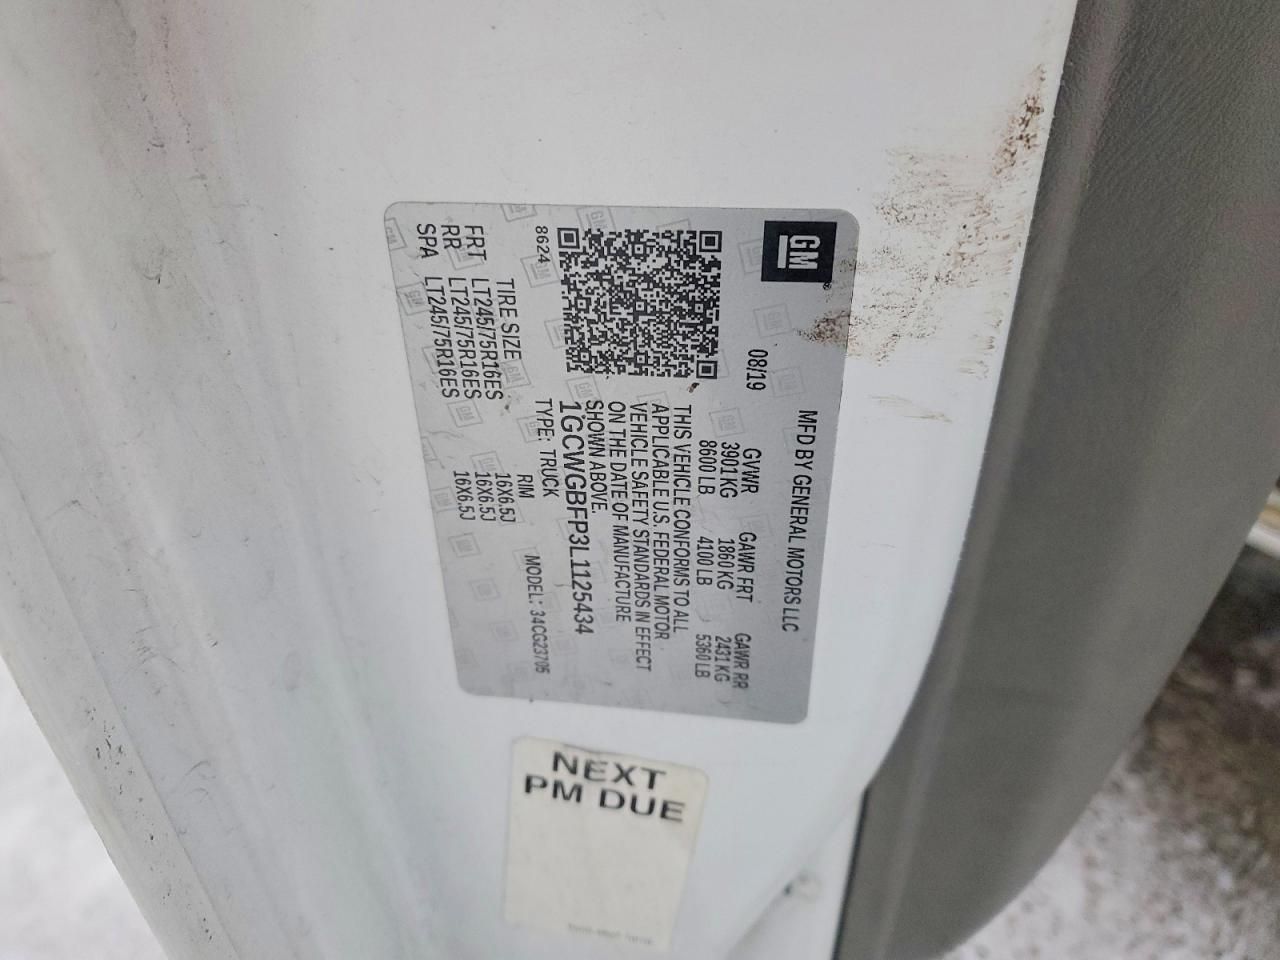 GM
MFD BY GENERAL MOTORS LLC
08/19
GVWR GAWR FRT GAWR RR
3901 KG 1860 KG 2431 KG
8600 LB 4100 LB 5360 LB
THIS VEHICLE CONFORMS TO ALL
APPLICABLE U.S. FEDERAL MOTOR
VEHICLE SAFETY STANDARDS IN EFFECT
ON THE DATE OF MANUFACTURE
SHOWN ABOVE.
1GCWGBFP3L1125434
8624
TYPE: TRUCK MODEL: 34CG23705
TIRE SIZE RIM
FRT LT245/75R16ES 16X6.5J
RR LT245/75R16ES 16X6.5J
SPA LT245/75R16ES 16X6.5J
NEXT
PM DUE